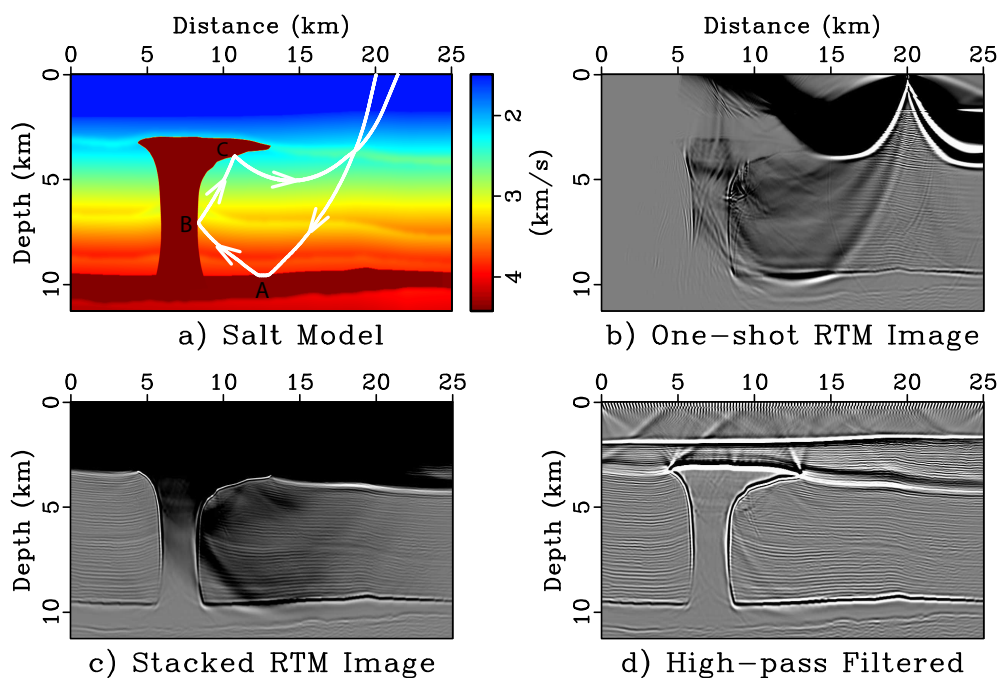 Distance (km)
0 5 10 15 20 25
0
5
10
Depth (km)
C
B
A
2
3
4
(km/s)
a) Salt Model
Distance (km)
0 5 10 15 20 25
0
5
10
Depth (km)
b) One-shot RTM Image
0 5 10 15 20 25
0
5
10
Depth (km)
c) Stacked RTM Image
0 5 10 15 20 25
0
5
10
Depth (km)
d) High-pass Filtered